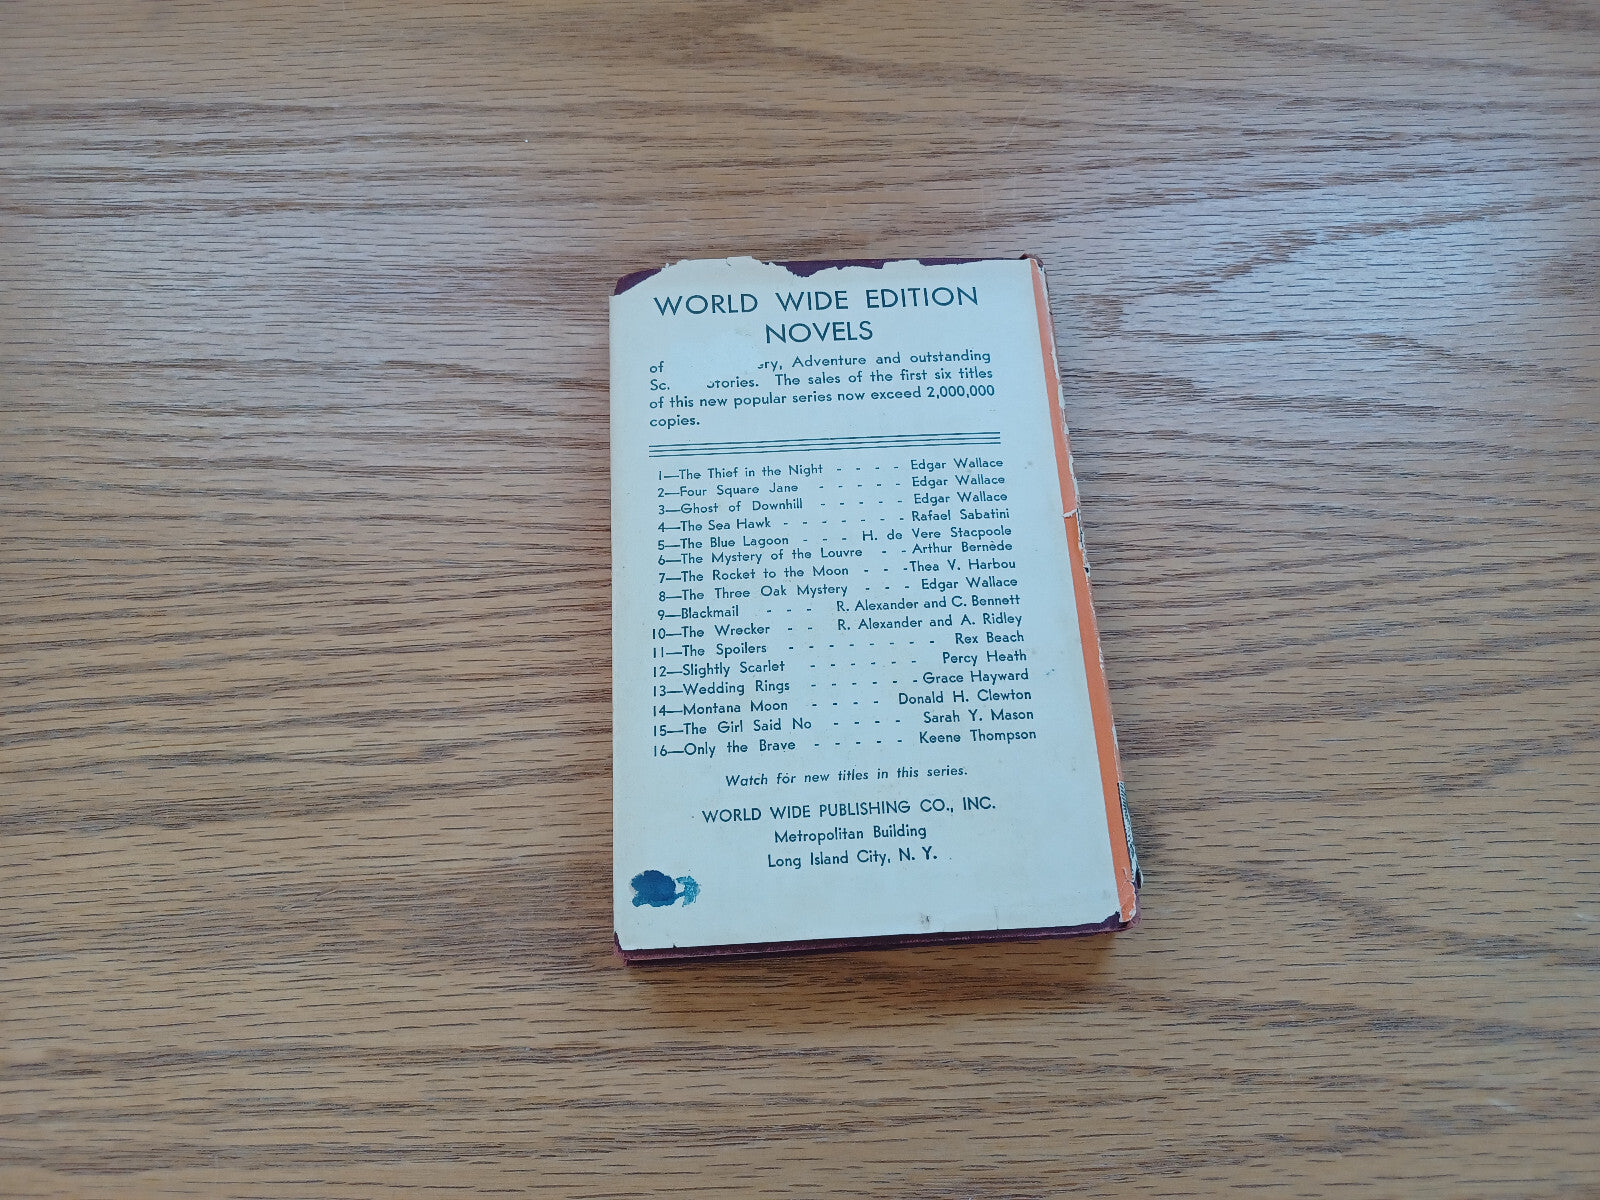 WORLD WIDE EDITION
NOVELS
of Adventure and outstanding
The sales of the first six titles
of this new popular series now exceed 2,000,000
copies.
1—The Thief in the Night - - - - Edgar Wallace
2—Four Square Jane - - - - - Edgar Wallace
3—Ghost of Downhill - - - - - Edgar Wallace
4—The Sea Hawk - - - - - - - Rafael Sabatini
5—The Blue Lagoon - - - H. de Vere Stacpoole
6—The Mystery of the Louvre - - Arthur Bernède
7—The Rocket to the Moon - - -Thea V. Harbou
8—The Three Oak Mystery - - - Edgar Wallace
9—Blackmail - - - R. Alexander and C. Bennett
10—The Wrecker - - R. Alexander and A. Ridley
11—The Spoilers - - - - - - - Rex Beach
12—Slightly Scarlet - - - - - - Percy Heath
13—Wedding Rings - - - - - - Grace Hayward
14—Montana Moon - - - - Donald H. Clewton
15—The Girl Said No - - - - Sarah Y. Mason
16—Only the Brave - - - - - Keene Thompson
Watch for new titles in this series.
WORLD WIDE PUBLISHING CO., INC.
Metropolitan Building
Long Island City, N. Y.